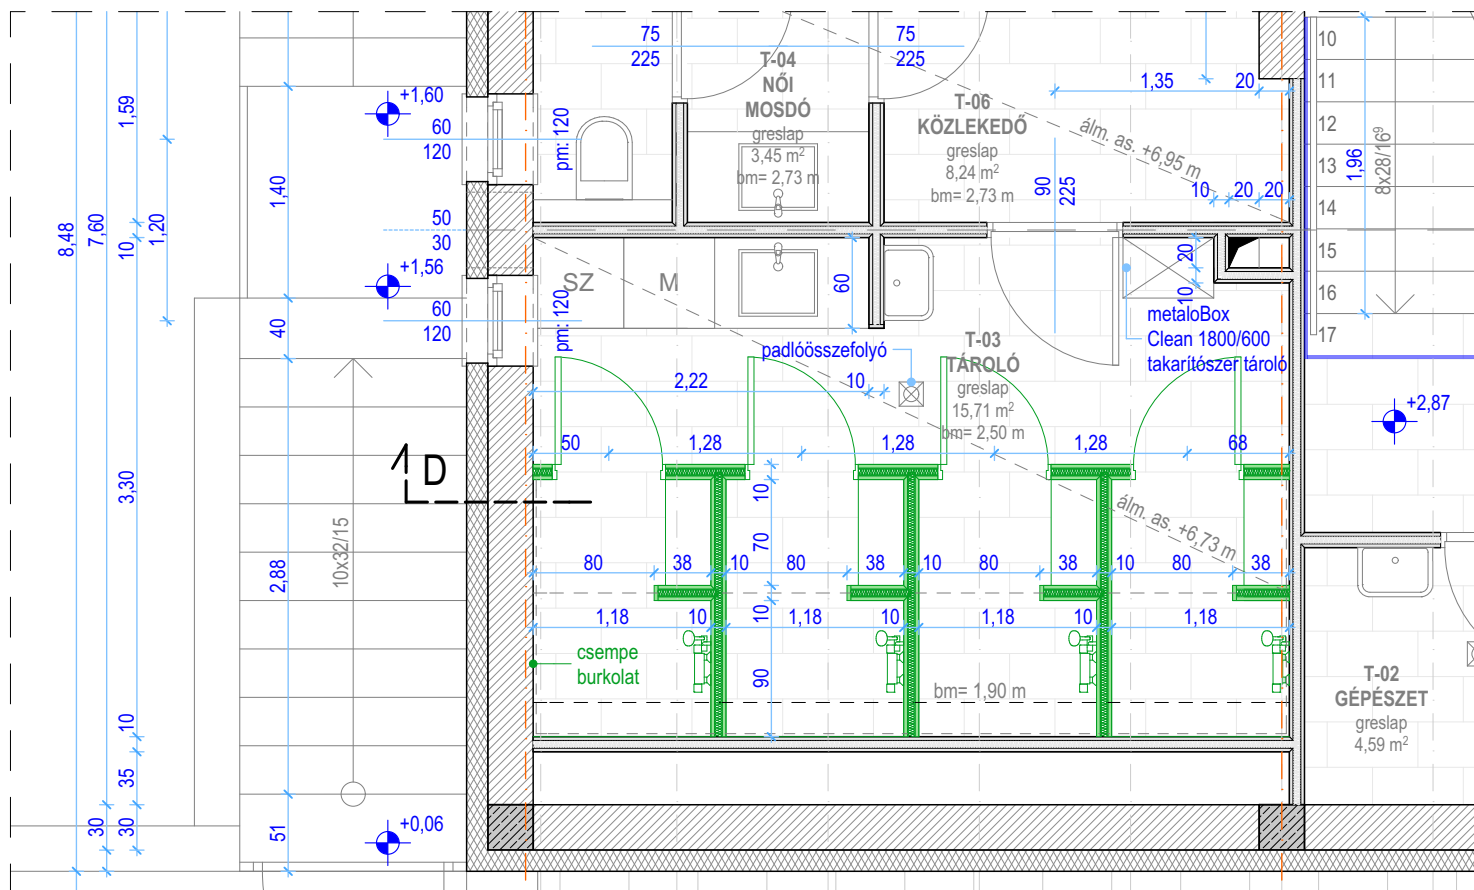 75
225
75
225
T-04
NŐI
MOSDÓ
greslap
3,45 m²
bm= 2,73 m
T-06
KÖZLEKEDŐ
greslap
8,24 m²
bm= 2,73 m
1,35
20
álm. as. +6,95 m
90
225
10
20
20
10
11
12
13
14
15
16
17
8x28/16⁹
1,96
8,48
7,60
1,59
10
1,20
3,30
10
35
30
30
1,40
40
2,88
51
10x32/15
+1,60
60
120
pm: 120
50
30
+1,56
60
120
pm: 120
SZ
M
60
20
10
metaloBox
Clean 1800/600
takarítószer tároló
padlóösszefolyó
T-03
TÁROLÓ
greslap
15,71 m²
bm= 2,50 m
2,22
10
+2,87
50
1,28
1,28
1,28
68
D
10
70
10
90
álm. as. +6,73 m
80
38
10
80
38
10
80
38
10
80
38
1,18
10
1,18
10
1,18
10
1,18
csempe
burkolat
bm= 1,90 m
T-02
GÉPÉSZET
greslap
4,59 m²
+0,06